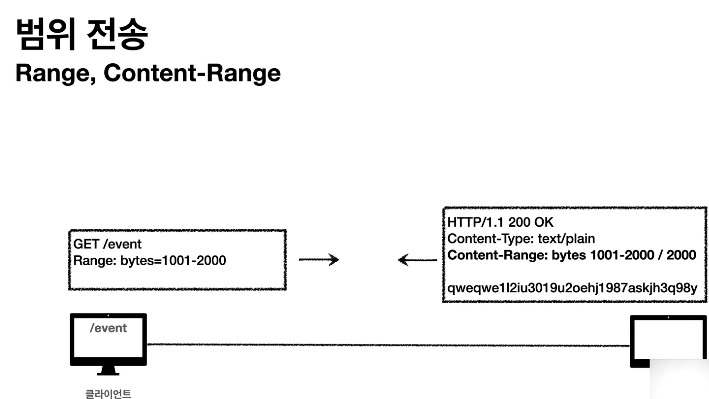 범위 전송
Range, Content-Range
GET /event
Range: bytes=1001-2000
HTTP/1.1 200 OK
Content-Type: text/plain
Content-Range: bytes 1001-2000 / 2000
qweqwe1l2iu3019u2oehj1987askjh3q98y
/event
클라이언트